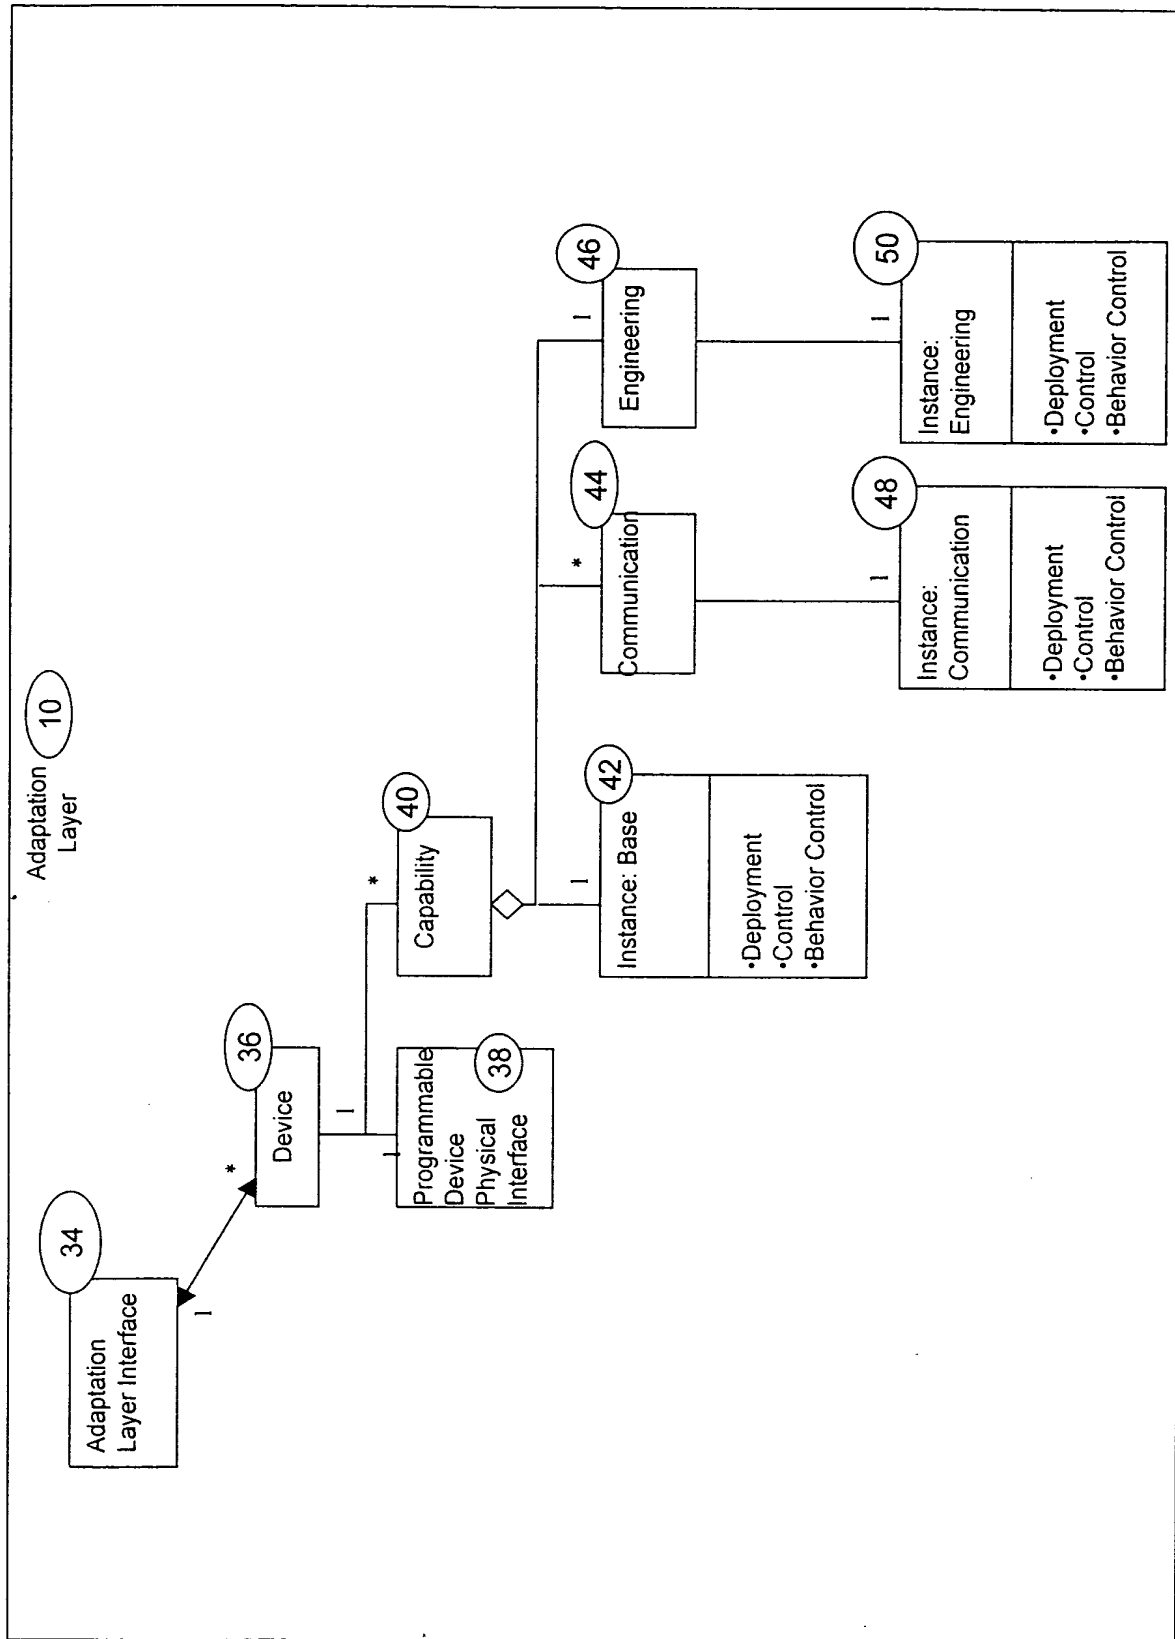 Adaptation
Layer
10
34
Adaptation
Layer Interface
1
*
36
Device
1
*
1
Programmable
Device
Physical
Interface
38
40
Capability
1
*
1
42
Instance: Base
•Deployment
•Control
•Behavior Control
44
Communication
46
Engineering
1
1
48
Instance:
Communication
•Deployment
•Control
•Behavior Control
50
Instance:
Engineering
•Deployment
•Control
•Behavior Control